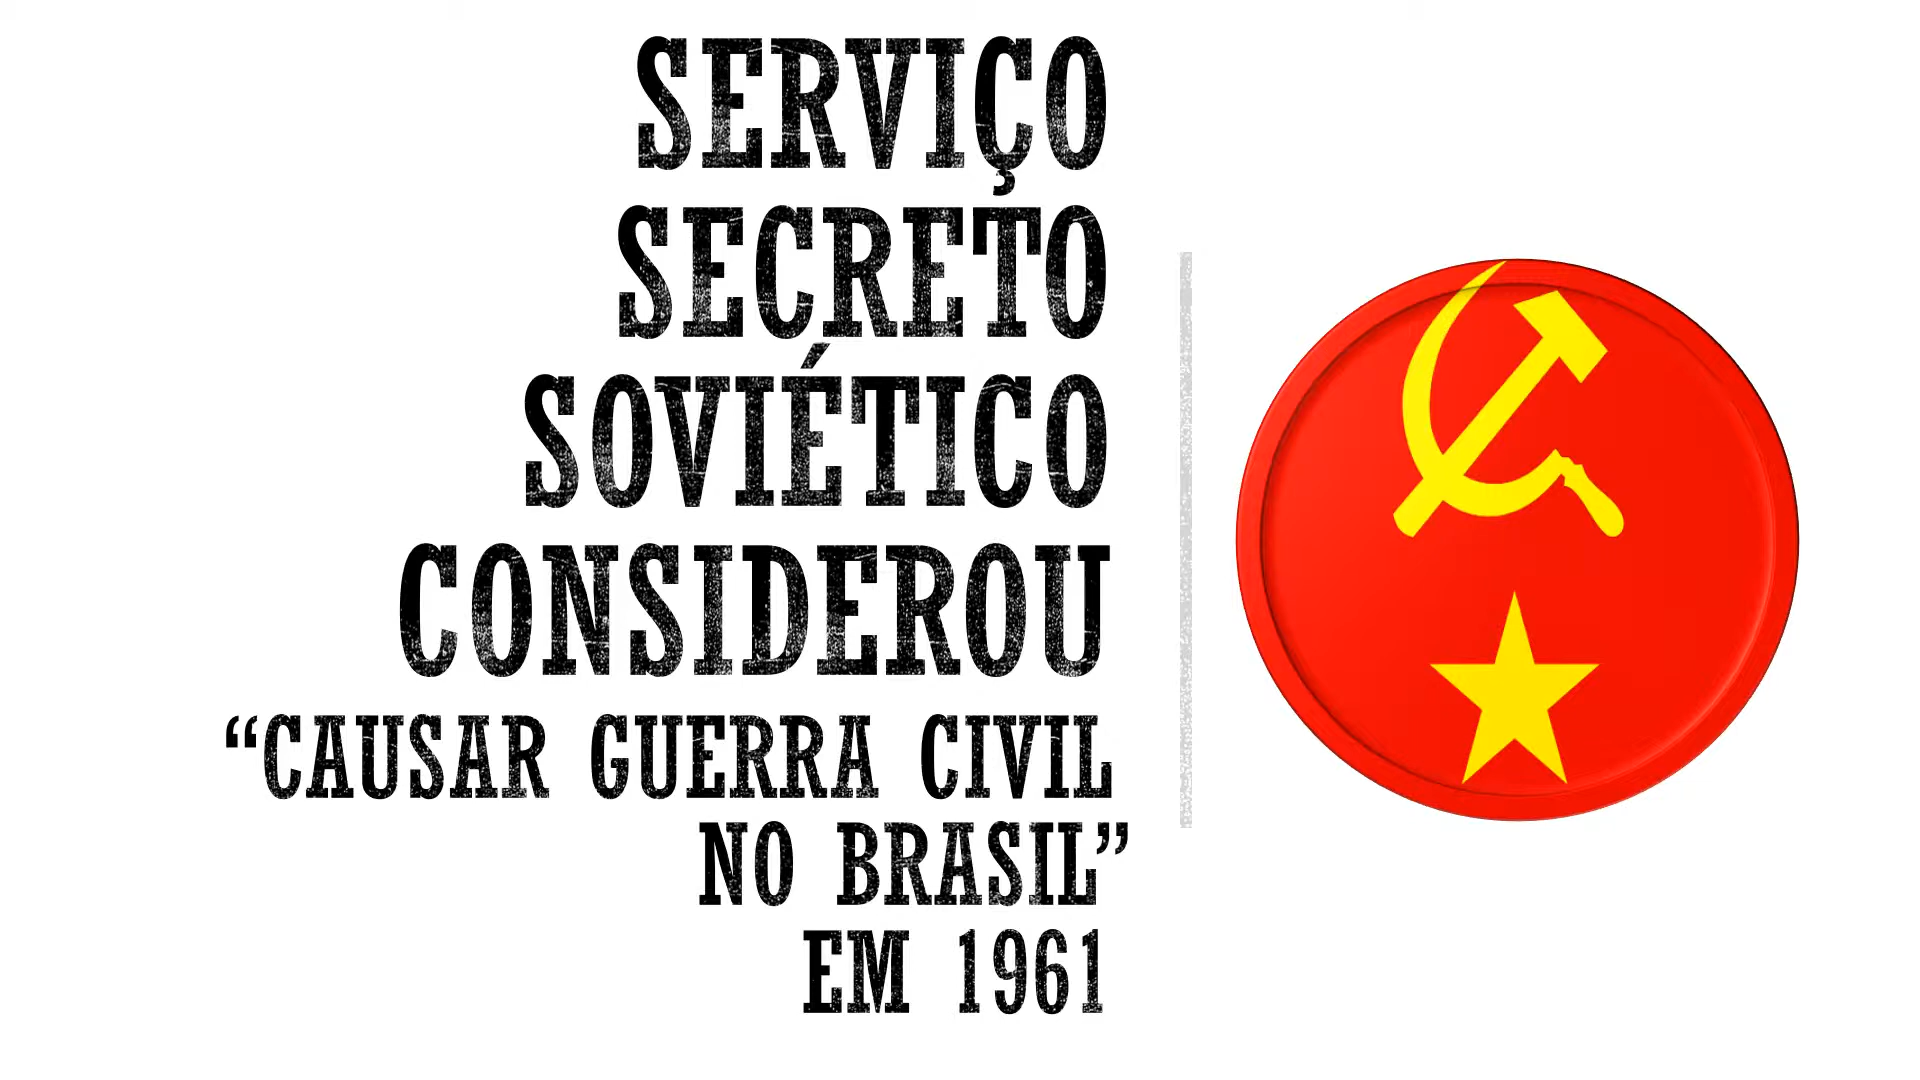 SERVIÇO
SECRETO
SOVIÉTICO
CONSIDEROU
“CAUSAR GUERRA CIVIL
NO BRASIL”
EM 1961